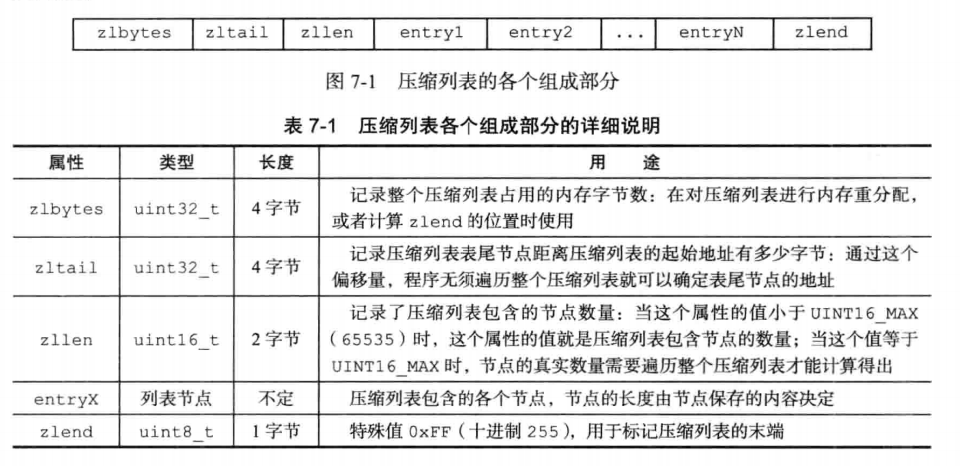 zlbytes zltail zllen entry1 entry2 ... entryN zlend
图 7-1 压缩列表的各个组成部分
表 7-1 压缩列表各个组成部分的详细说明
属性 类型 长度 用 途
zlbytes uint32_t 4 字节 记录整个压缩列表占用的内存字节数：在对压缩列表进行内存重分配，
或者计算 zlend 的位置时使用
zltail uint32_t 4 字节 记录压缩列表表尾节点距离压缩列表的起始地址有多少字节：通过这个
偏移量，程序无须遍历整个压缩列表就可以确定表尾节点的地址
zllen uint16_t 2 字节 记录了压缩列表包含的节点数量：当这个属性的值小于 UINT16_MAX
（65535）时，这个属性的值就是压缩列表包含节点的数量；当这个值等于
UINT16_MAX 时，节点的真实数量需要遍历整个压缩列表才能计算得出
entryX 列表节点 不定 压缩列表包含的各个节点，节点的长度由节点保存的内容决定
zlend uint8_t 1 字节 特殊值 0xFF（十进制 255），用于标记压缩列表的末端